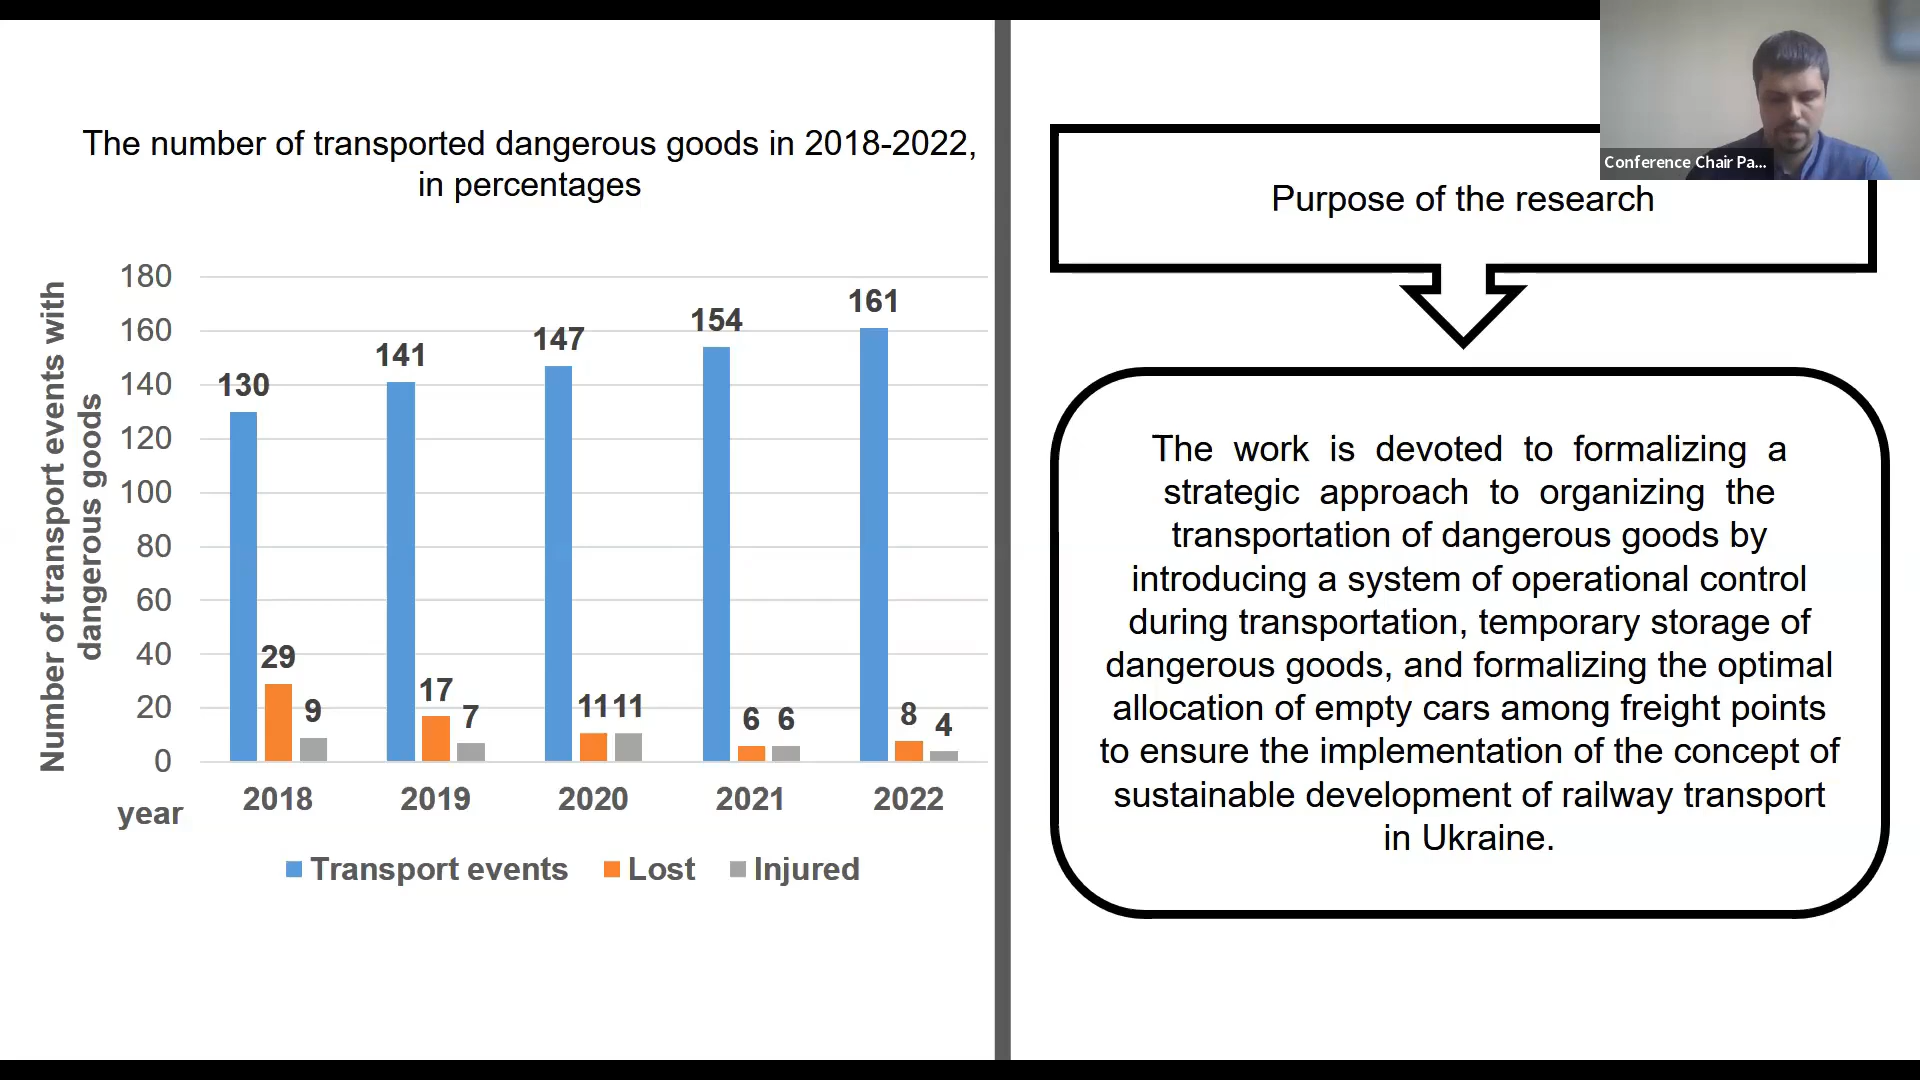 The number of transported dangerous goods in 2018-2022,
in percentages
Number of transport events with
dangerous goods
180
160
140
120
100
80
60
40
20
0
130
29
9
141
17
7
147
11
11
154
6
6
161
8
4
year
2018
2019
2020
2021
2022
Transport events
Lost
Injured
Conference Chair Pa...
Purpose of the research
The work is devoted to formalizing a
strategic approach to organizing the
transportation of dangerous goods by
introducing a system of operational control
during transportation, temporary storage of
dangerous goods, and formalizing the optimal
allocation of empty cars among freight points
to ensure the implementation of the concept of
sustainable development of railway transport
in Ukraine.